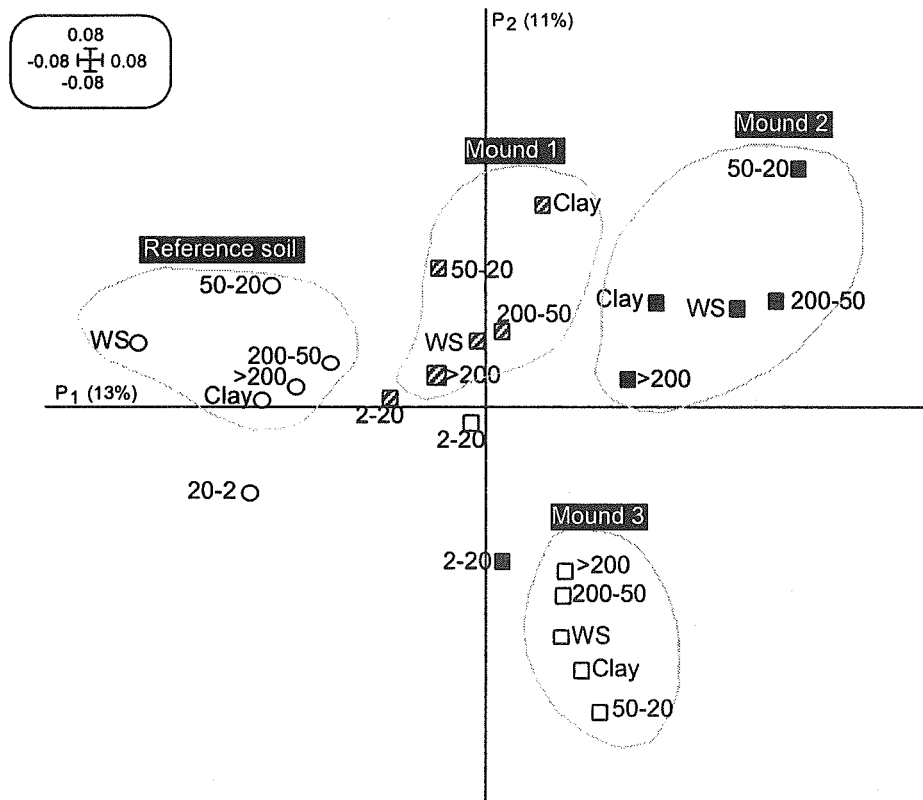 0.08
-0.08 0.08
-0.08
P2 (11%)
Mound 2
50-20
Mound 1
Clay
Reference soil
50-20
50-20
Clay
WS
200-50
200-50
WS
WS
200-50
>200
>200
>200
P1 (13%)
Clay
2-20
2-20
20-2
Mound 3
2-20
>200
200-50
WS
Clay
50-20